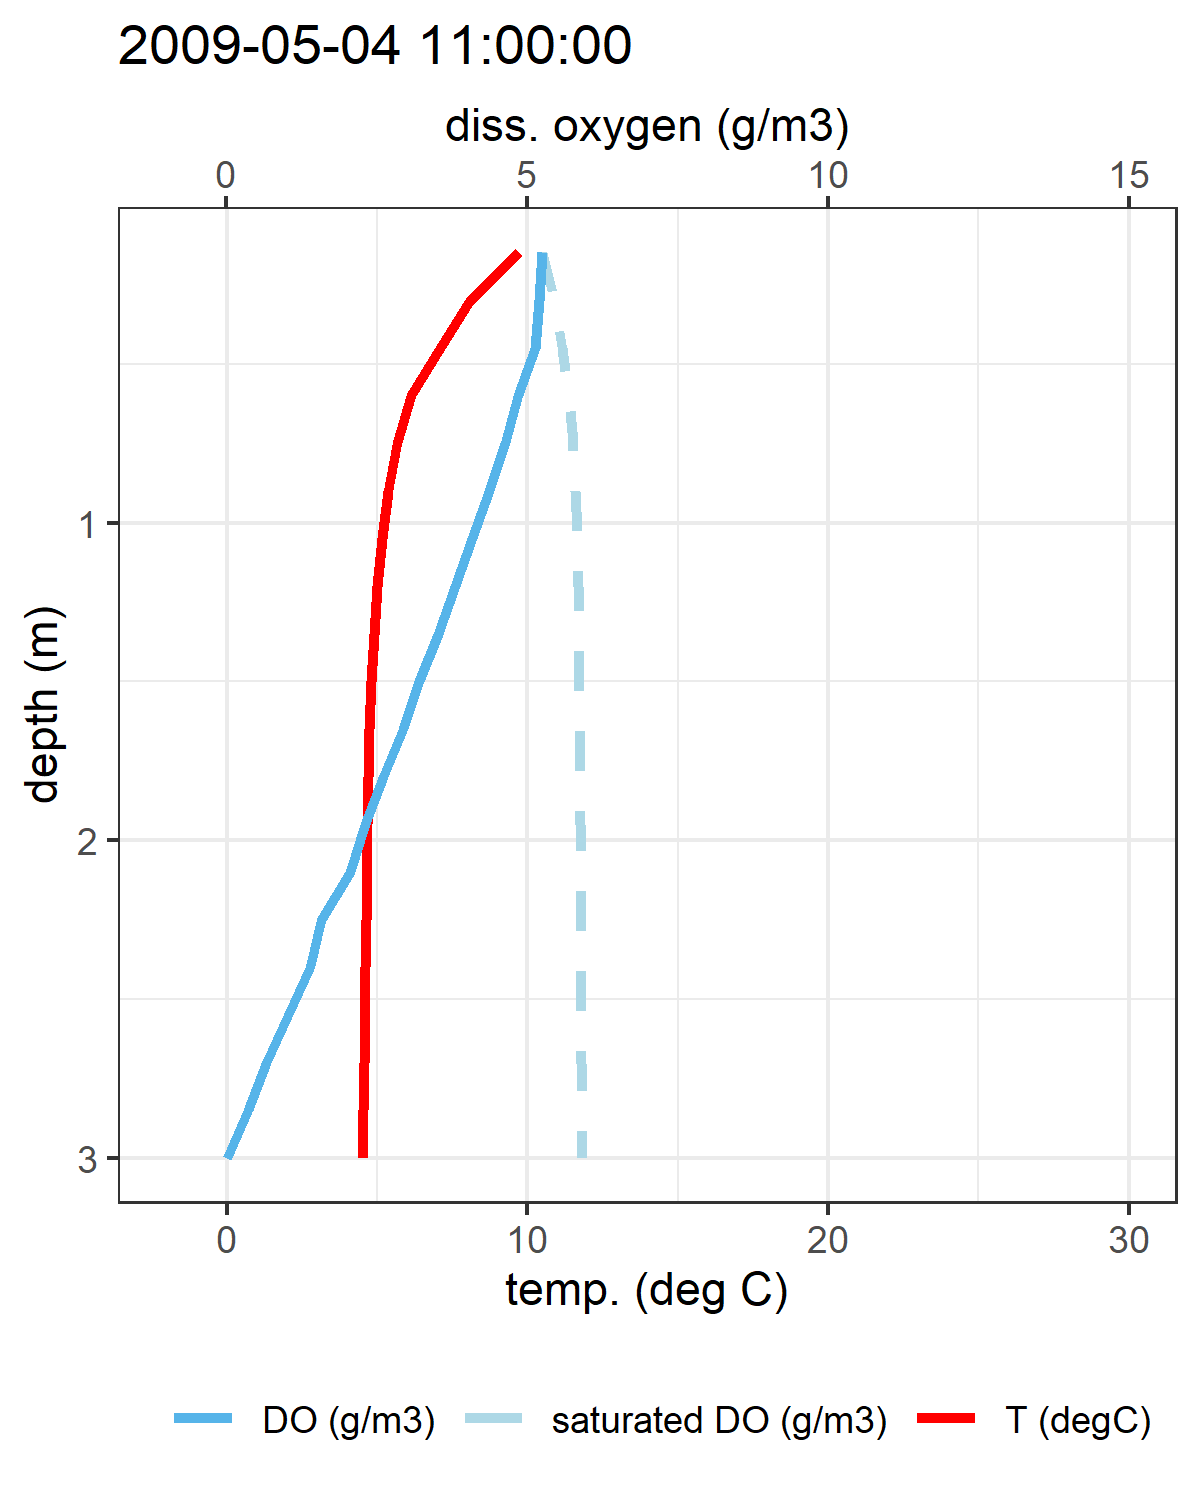 2009-05-04 11:00:00
diss. oxygen (g/m3)
0 5 10 15
depth (m)
1
2
3
0 10 20 30
temp. (deg C)
DO (g/m3) saturated DO (g/m3) T (degC)